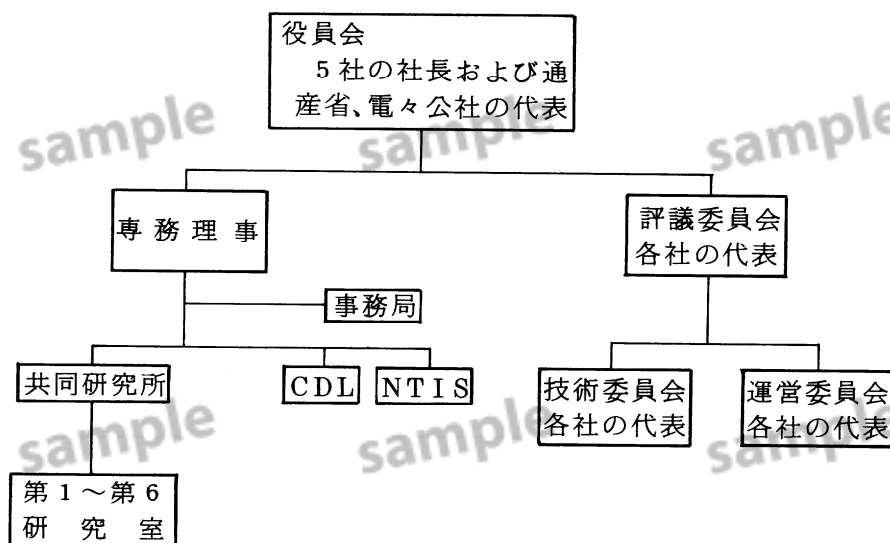 役員会
5社の社長および通
産省、電々公社の代表
sample
sample
sample
専務理事
評議委員会
各社の代表
事務局
共同研究所
CDL
NTIS
技術委員会
各社の代表
運営委員会
各社の代表
sample
sample
sample
第1～第6
研究室